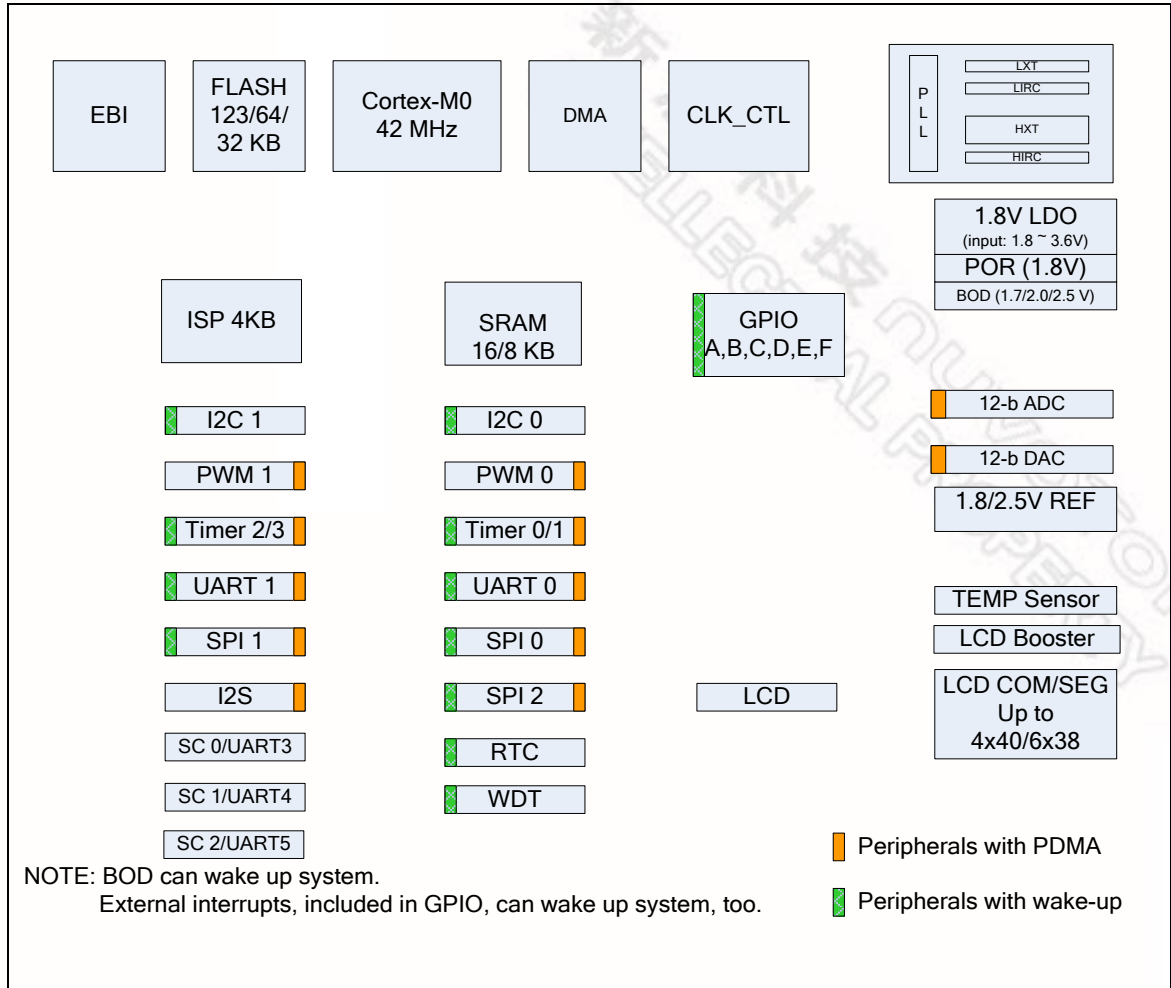 EBI
FLASH
123/64/
32 KB
Cortex-M0
42 MHz
DMA
CLK_CTL
P
L
L
LXT
LIRC
HXT
HIRC
1.8V LDO
(input: 1.8 ~ 3.6V)
POR (1.8V)
BOD (1.7/2.0/2.5 V)
ISP 4KB
SRAM
16/8 KB
GPIO
A,B,C,D,E,F
I2C 1
I2C 0
12-b ADC
PWM 1
PWM 0
12-b DAC
1.8/2.5V REF
Timer 2/3
Timer 0/1
UART 1
UART 0
TEMP Sensor
SPI 1
SPI 0
LCD Booster
I2S
SPI 2
LCD
LCD COM/SEG
Up to
4x40/6x38
SC 0/UART3
RTC
SC 1/UART4
WDT
SC 2/UART5
Peripherals with PDMA
NOTE: BOD can wake up system.
External interrupts, included in GPIO, can wake up system, too.
Peripherals with wake-up